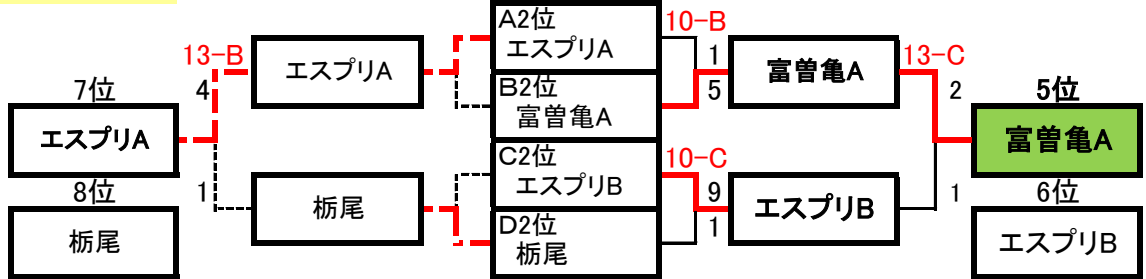 7位
エスプリA
8位
栃尾
13-B
4
1
エスプリA
栃尾
A2位
エスプリA
B2位
富曽亀A
C2位
エスプリB
D2位
栃尾
10-B
1
5
10-C
9
1
富曽亀A
エスプリB
13-C
2
1
5位
富曽亀A
6位
エスプリB